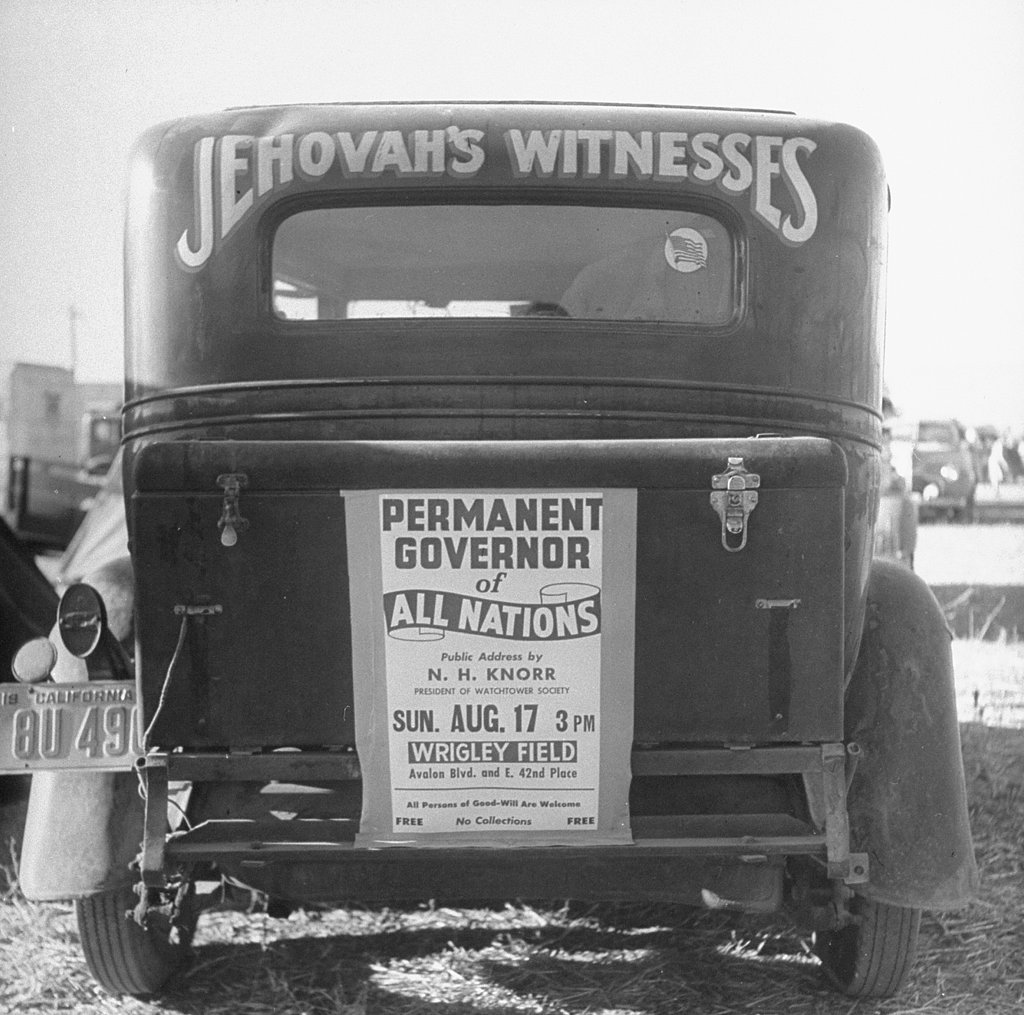 JEHOVAH'S WITNESSES
PERMANENT
GOVERNOR
of
ALL NATIONS
Public Address by
N. H. KNORR
PRESIDENT OF WATCHTOWER SOCIETY
SUN. AUG. 17 3 PM
WRIGLEY FIELD
Avalon Blvd. and E. 42nd Place
All Persons of Good-Will Are Welcome
FREE No Collections FREE
19 CALIFORNIA
8U 490